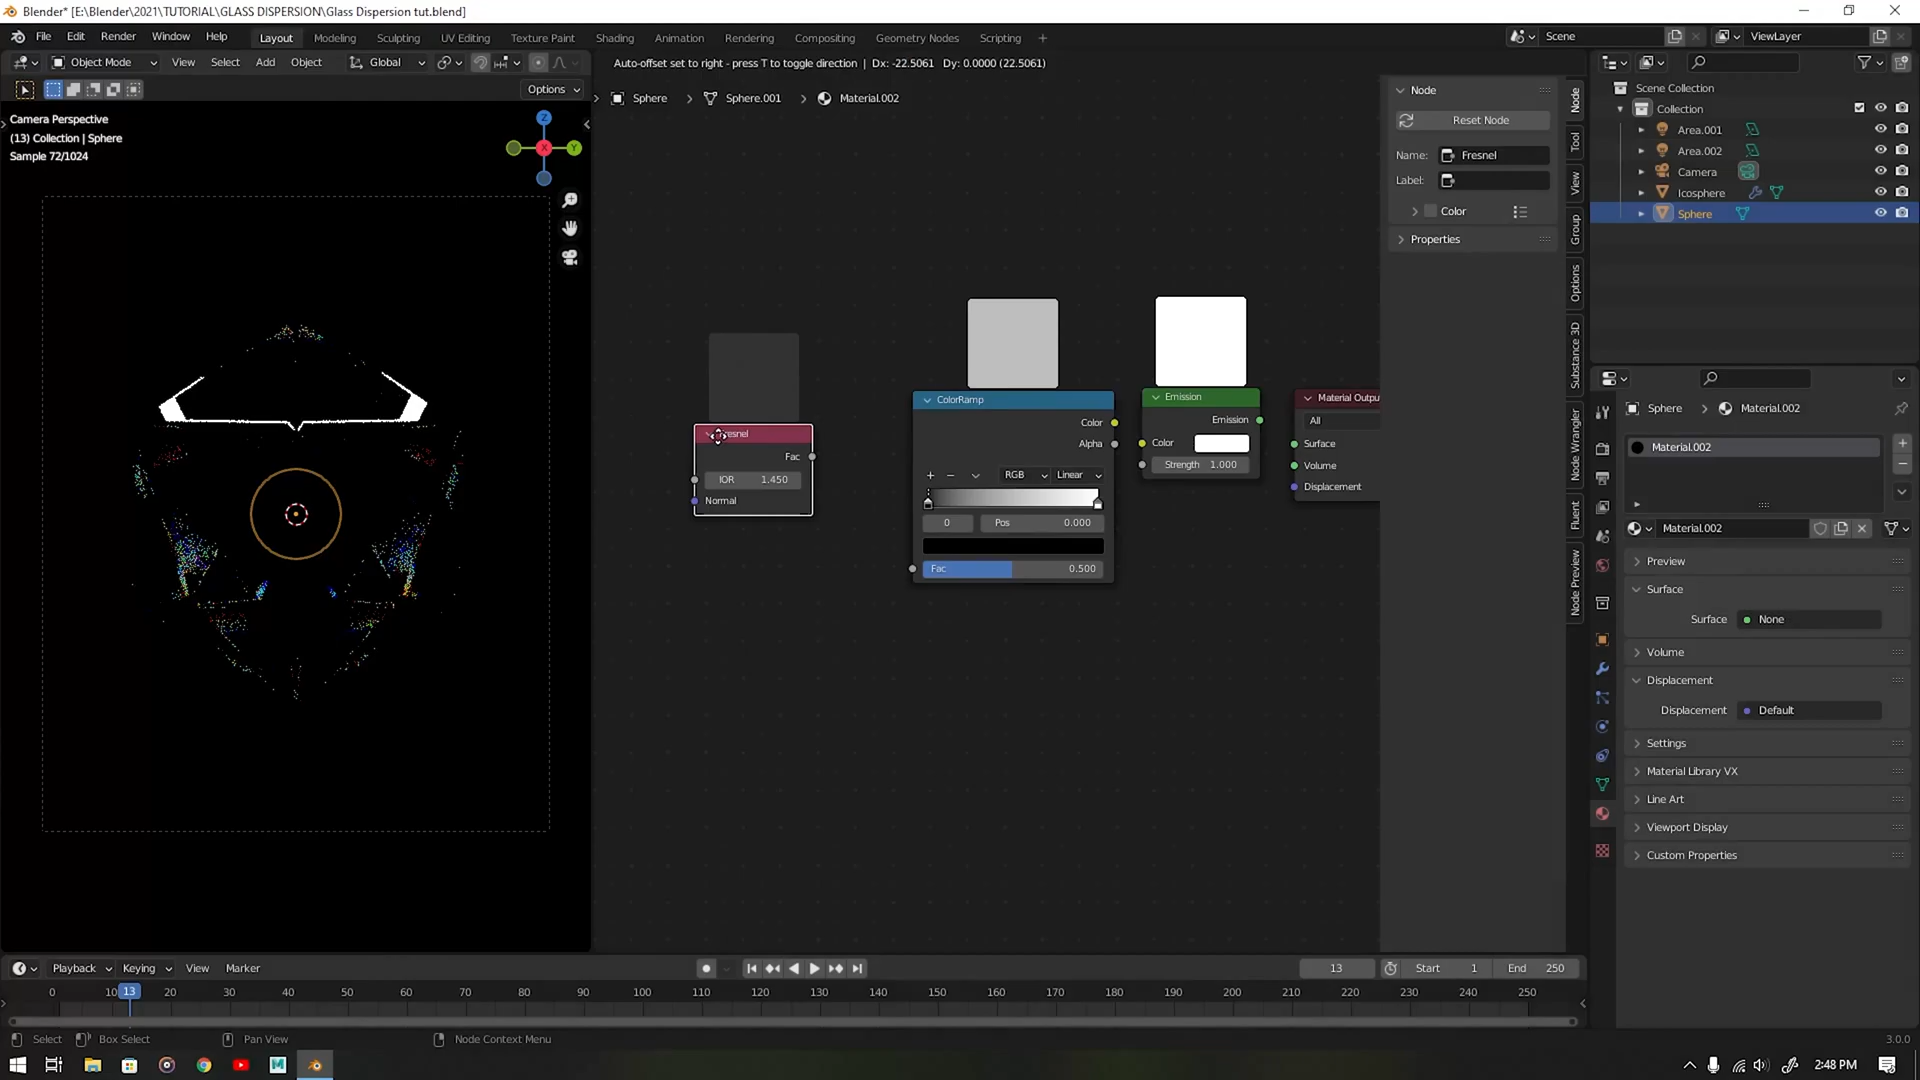 Blender* [E:\Blender\2021\TUTORIAL\GLASS DISPERSION\Glass Dispersion tut.blend]
File Edit Render Window Help Layout Modeling Sculpting UV Editing Texture Paint Shading Animation Rendering Compositing Geometry Nodes Scripting + Scene ViewLayer
Object Mode View Select Add Object Global
Auto-offset set to right - press T to toggle direction | Dx: -22.5061 Dy: 0.0000 (22.5061)
Options
Sphere > Sphere.001 > Material.002
Camera Perspective
(13) Collection | Sphere
Sample 72/1024
Z
X
Y
Fac
IOR 1.450
Normal
ColorRamp
Color
Alpha
+ − RGB Linear
0 Pos 0.000
Fac 0.500
Emission
Emission
Color
Strength 1.000
Material Outpu
All
Surface
Volume
Displacement
Node
Reset Node
Name: Fresnel
Label:
Color
Properties
Node
Tool
View
Group
Options
Substance 3D
Node Wrangler
Fluent
Node Preview
Scene Collection
Collection
Area.001
Area.002
Camera
Icosphere
Sphere
Sphere > Material.002
Material.002
Material.002
Preview
Surface
Surface None
Volume
Displacement
Displacement Default
Settings
Material Library VX
Line Art
Viewport Display
Custom Properties
Playback Keying View Marker 13 Start 1 End 250
0 10 13 20 30 40 50 60 70 80 90 100 110 120 130 140 150 160 170 180 190 200 210 220 230 240 250
Select Box Select Pan View Node Context Menu 3.0.0
2:48 PM